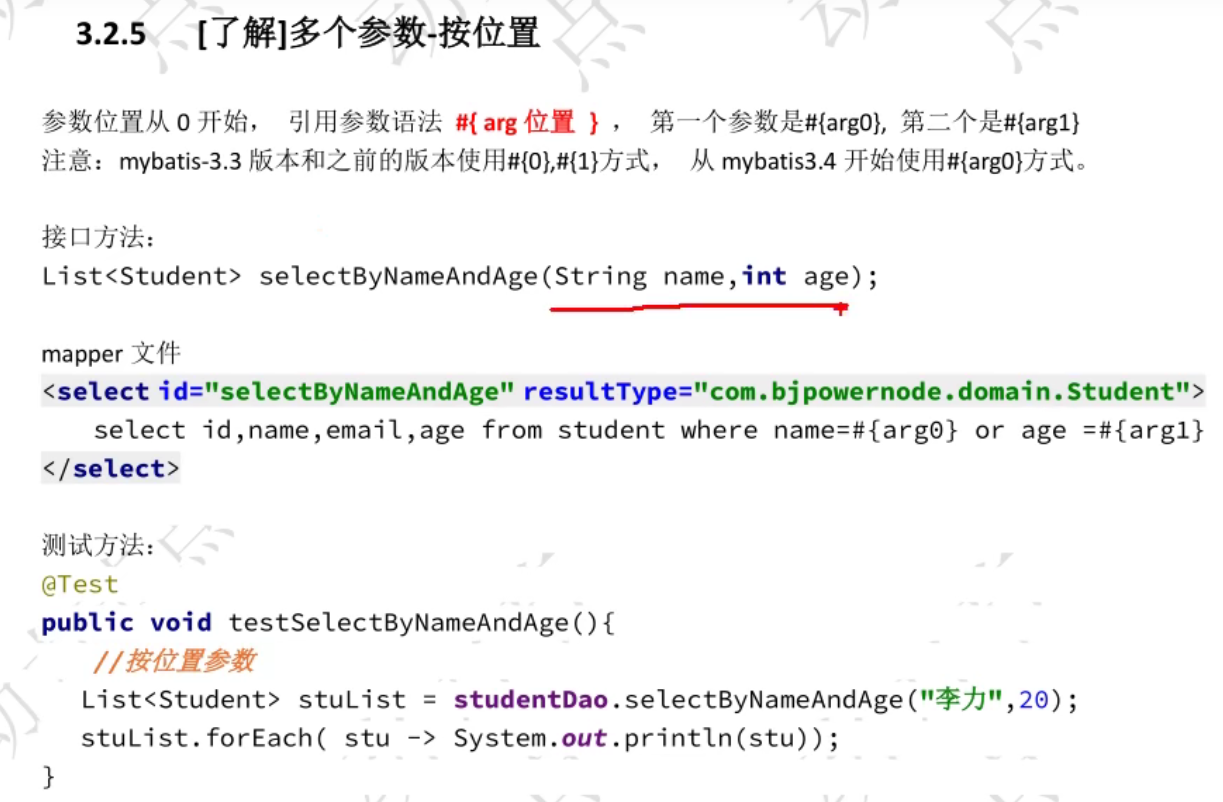 3.2.5 [了解]多个参数-按位置
参数位置从 0 开始， 引用参数语法 #{ arg 位置 } ， 第一个参数是#{arg0}, 第二个是#{arg1}
注意：mybatis-3.3 版本和之前的版本使用#{0},#{1}方式， 从 mybatis3.4 开始使用#{arg0}方式。
接口方法：
List<Student> selectByNameAndAge(String name,int age);
mapper 文件
<select id="selectByNameAndAge" resultType="com.bjpowernode.domain.Student">
select id,name,email,age from student where name=#{arg0} or age =#{arg1}
</select>
测试方法：
@Test
public void testSelectByNameAndAge(){
//按位置参数
List<Student> stuList = studentDao.selectByNameAndAge("李力",20);
stuList.forEach( stu -> System.out.println(stu));
}